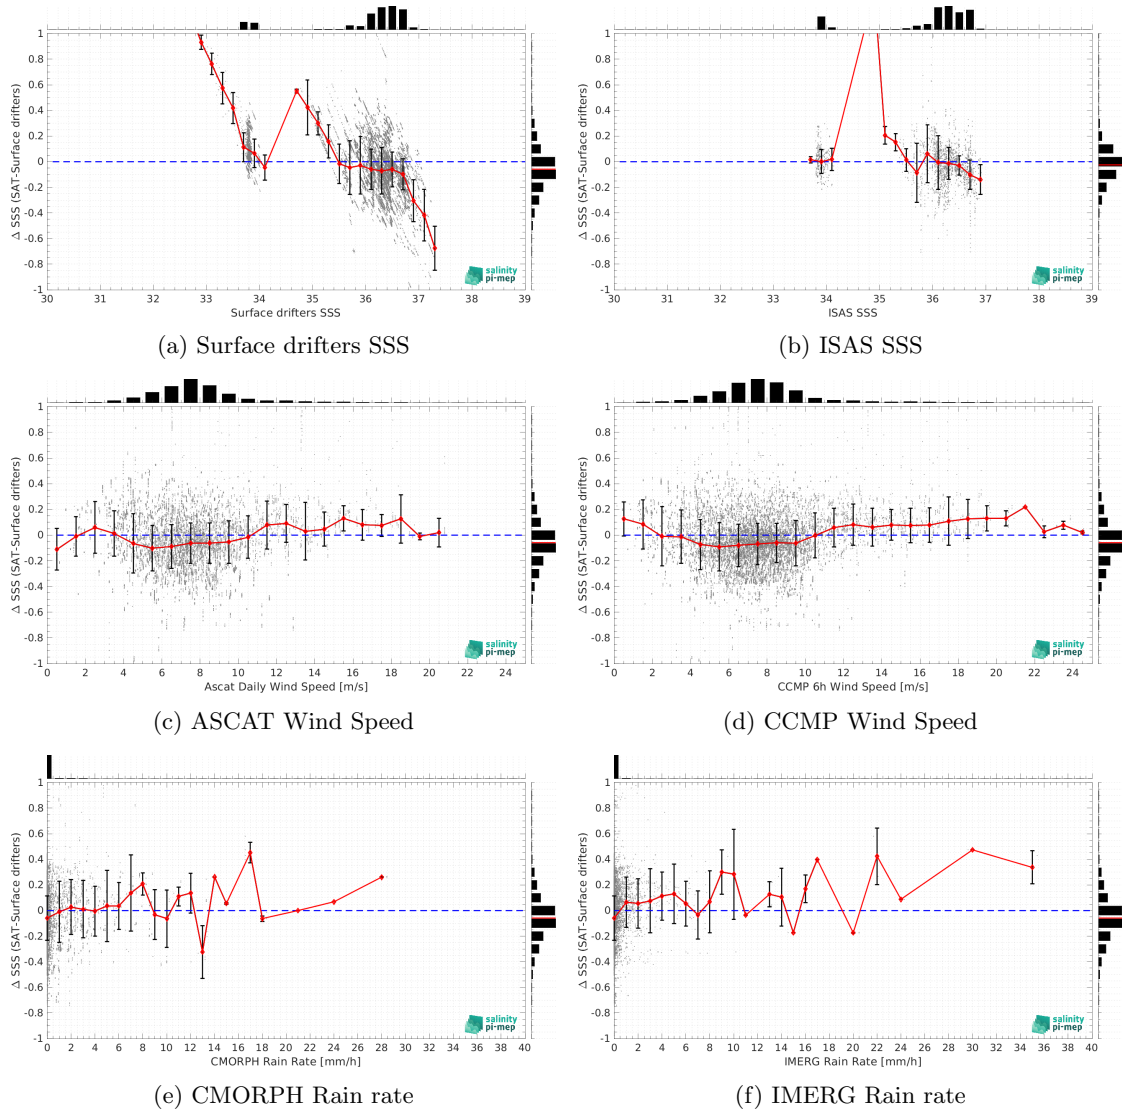 1
0.8
0.6
0.4
0.2
0
-0.2
-0.4
-0.6
-0.8
-1
Δ SSS (SAT-Surface drifters)
30 31 32 33 34 35 36 37 38 39
Surface drifters SSS
salinity
pi-mep
(a) Surface drifters SSS
1
0.8
0.6
0.4
0.2
0
-0.2
-0.4
-0.6
-0.8
-1
Δ SSS (SAT-Surface drifters)
30 31 32 33 34 35 36 37 38 39
ISAS SSS
salinity
pi-mep
(b) ISAS SSS
1
0.8
0.6
0.4
0.2
0
-0.2
-0.4
-0.6
-0.8
-1
Δ SSS (SAT-Surface drifters)
0 2 4 6 8 10 12 14 16 18 20 22 24
Ascat Daily Wind Speed [m/s]
salinity
pi-mep
(c) ASCAT Wind Speed
1
0.8
0.6
0.4
0.2
0
-0.2
-0.4
-0.6
-0.8
-1
Δ SSS (SAT-Surface drifters)
0 2 4 6 8 10 12 14 16 18 20 22 24
CCMP 6h Wind Speed [m/s]
salinity
pi-mep
(d) CCMP Wind Speed
1
0.8
0.6
0.4
0.2
0
-0.2
-0.4
-0.6
-0.8
-1
Δ SSS (SAT-Surface drifters)
0 2 4 6 8 10 12 14 16 18 20 22 24 26 28 30 32 34 36 38 40
CMORPH Rain Rate [mm/h]
salinity
pi-mep
(e) CMORPH Rain rate
1
0.8
0.6
0.4
0.2
0
-0.2
-0.4
-0.6
-0.8
-1
Δ SSS (SAT-Surface drifters)
0 2 4 6 8 10 12 14 16 18 20 22 24 26 28 30 32 34 36 38 40
IMERG Rain Rate [mm/h]
salinity
pi-mep
(f) IMERG Rain rate